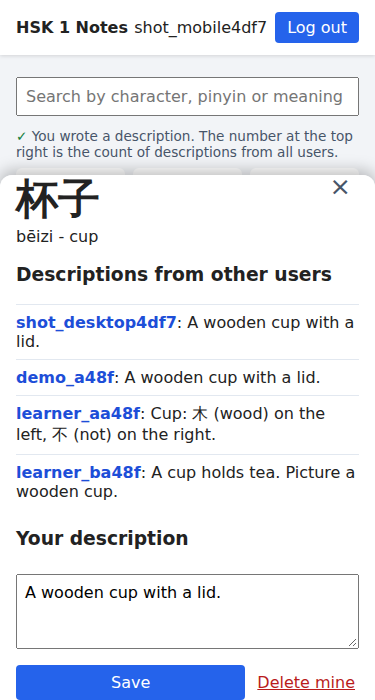 HSK 1 Notes shot_mobile4df7 Log out
Search by character, pinyin or meaning
✓ You wrote a description. The number at the top
right is the count of descriptions from all users.
杯子 ×
bēizi - cup
Descriptions from other users
shot_desktop4df7: A wooden cup with a
lid.
demo_a48f: A wooden cup with a lid.
learner_aa48f: Cup: 木 (wood) on the
left, 不 (not) on the right.
learner_ba48f: A cup holds tea. Picture a
wooden cup.
Your description
A wooden cup with a lid.
Save Delete mine